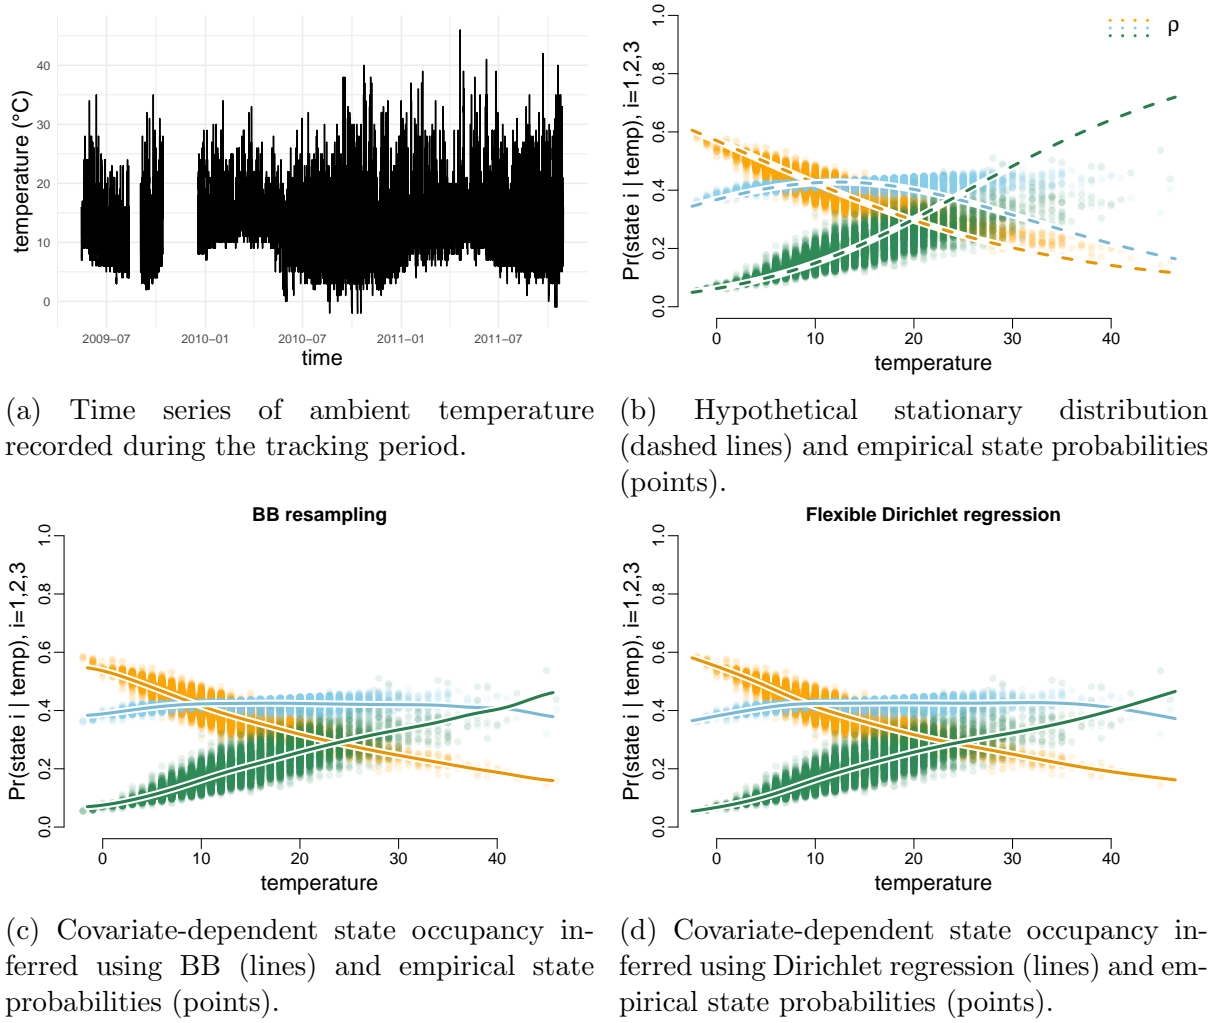 temperature (°C)
40
30
20
10
0
2009–07
2010–01
2010–07
2011–01
2011–07
time
(a) Time series of ambient temperature
recorded during the tracking period.
Pr(state i | temp), i=1,2,3
1.0
0.8
0.6
0.4
0.2
0.0
ρ
0
10
20
30
40
temperature
(b) Hypothetical stationary distribution
(dashed lines) and empirical state probabilities
(points).
BB resampling
Pr(state i | temp), i=1,2,3
1.0
0.8
0.6
0.4
0.2
0.0
0
10
20
30
40
temperature
(c) Covariate-dependent state occupancy in-
ferred using BB (lines) and empirical state
probabilities (points).
Flexible Dirichlet regression
Pr(state i | temp), i=1,2,3
1.0
0.8
0.6
0.4
0.2
0.0
0
10
20
30
40
temperature
(d) Covariate-dependent state occupancy in-
ferred using Dirichlet regression (lines) and em-
pirical state probabilities (points).